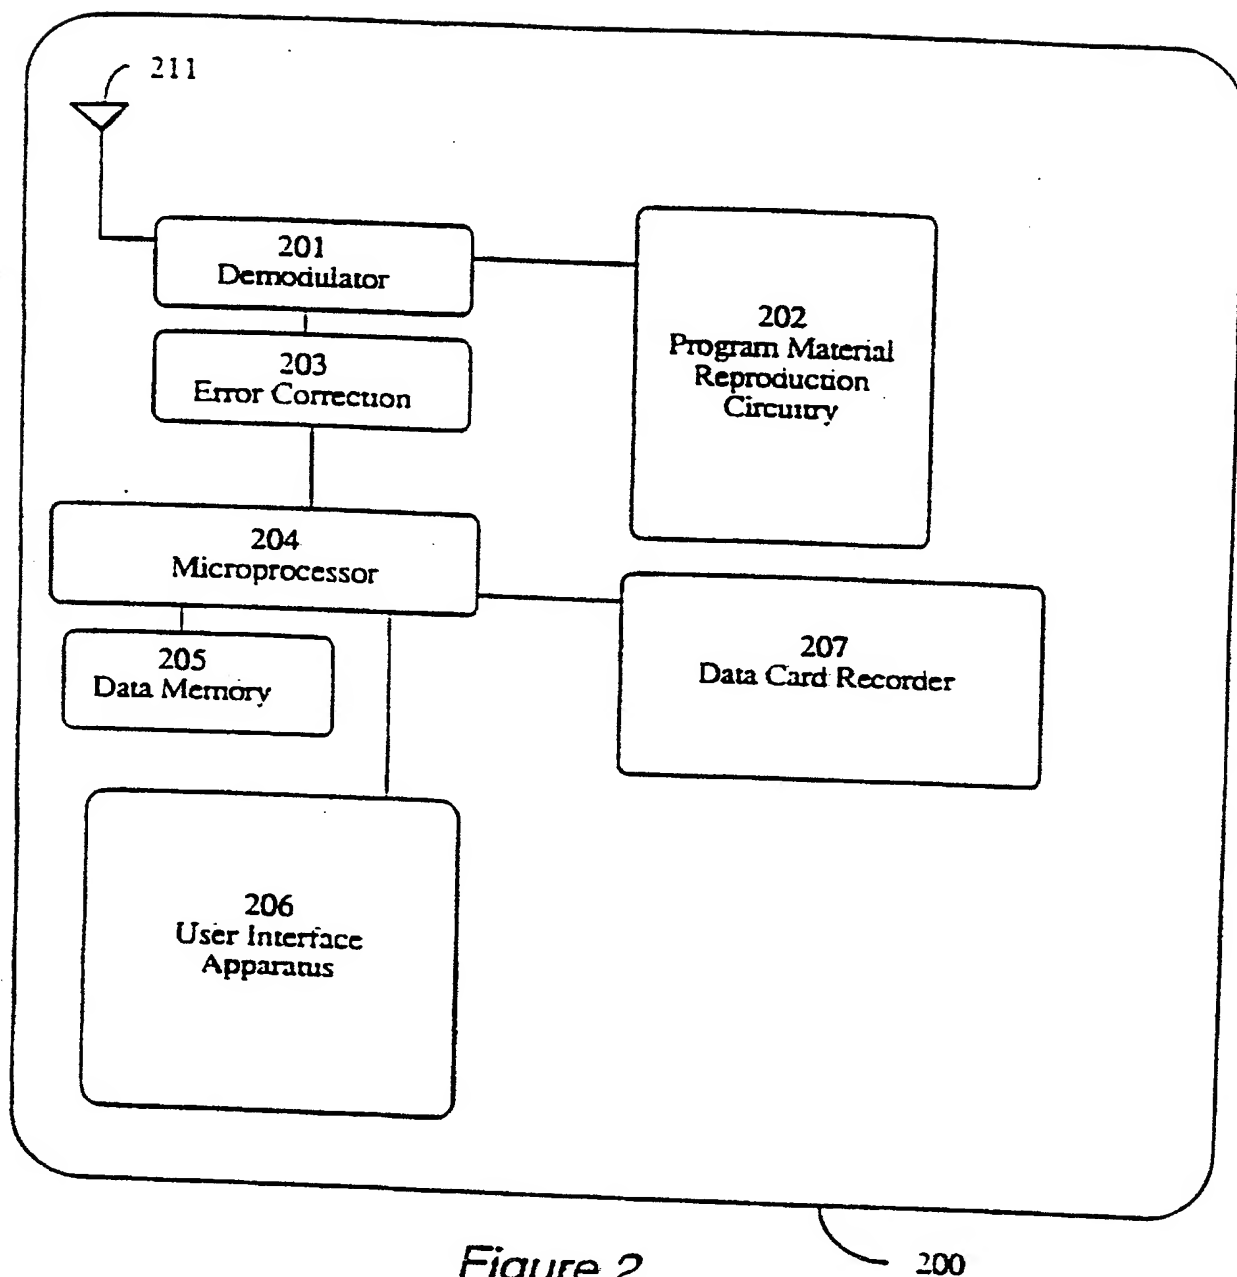 211
201
Demodulator
202
Program Material
Reproduction
Circuitry
203
Error Correction
204
Microprocessor
205
Data Memory
207
Data Card Recorder
206
User Interface
Apparatus
200
Figure 2